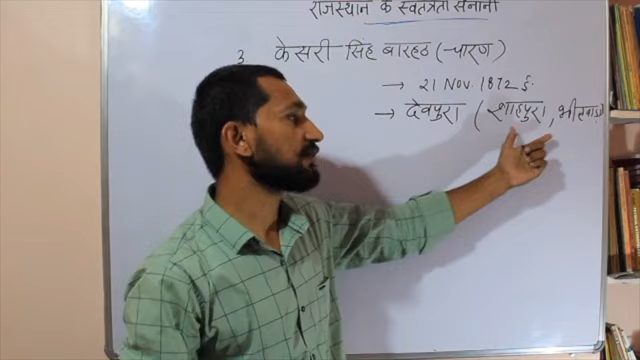 राजस्थान के स्वतंत्रता सेनानी
3 केसरी सिंह बारहठ (चारण)
→ 21 Nov. 1872 ई.
→ देवपुरा ( शाहपुरा, भीलवाड़ा